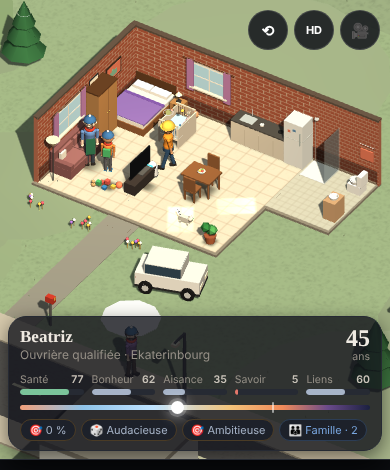 HD
Beatriz
45
Ouvrière qualifiée · Ekaterinbourg
ans
Santé 77 Bonheur 62 Aisance 35 Savoir 5 Liens 60
0 % Audacieuse Ambitieuse Famille · 2